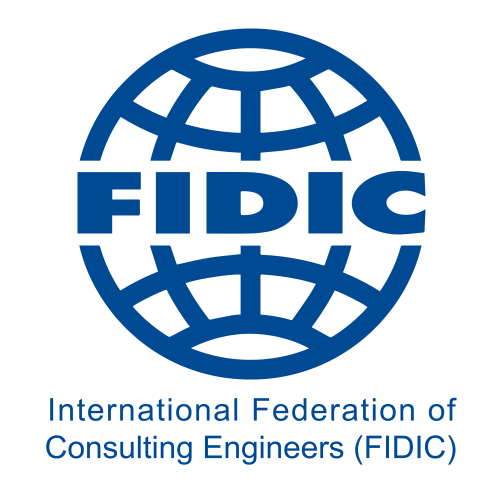 FIDIC
International Federation of
Consulting Engineers (FIDIC)